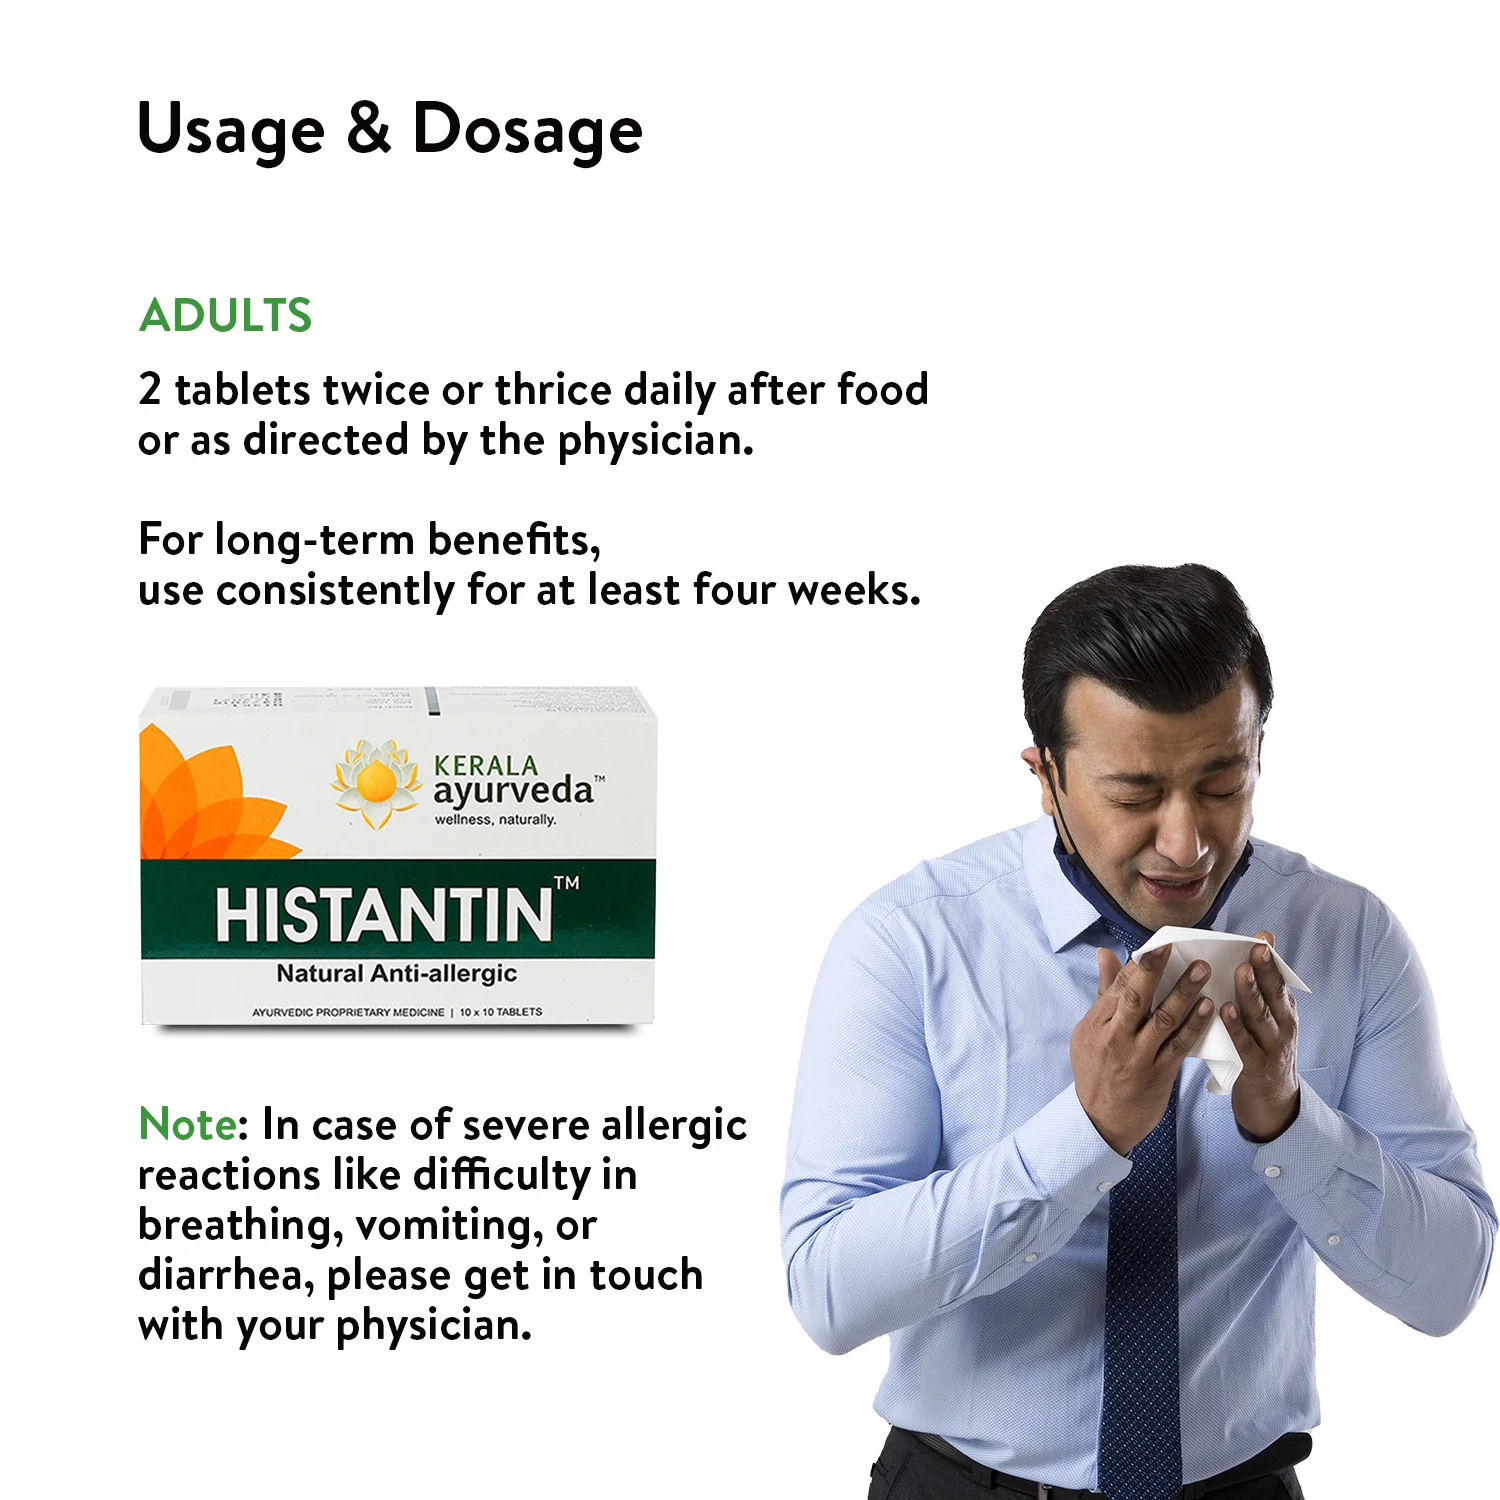 Usage & Dosage
ADULTS
2 tablets twice or thrice daily after food
or as directed by the physician.
For long-term benefits,
use consistently for at least four weeks.
KERALA
ayurveda™
wellness, naturally.
HISTANTIN™
Natural Anti-allergic
AYURVEDIC PROPRIETARY MEDICINE | 10 x 10 TABLETS
Note: In case of severe allergic
reactions like difficulty in
breathing, vomiting, or
diarrhea, please get in touch
with your physician.